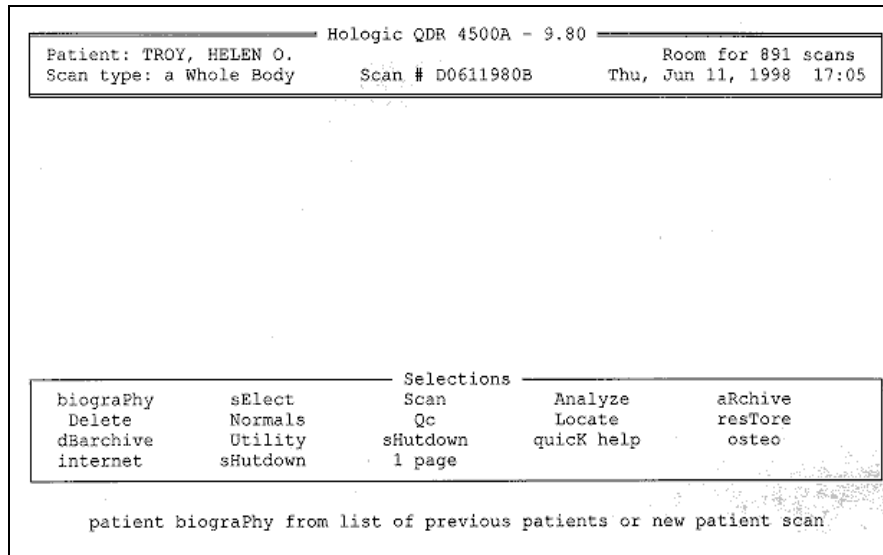 Hologic QDR 4500A - 9.80
Patient: TROY, HELEN O. Room for 891 scans
Scan type: a Whole Body Scan # D0611980B Thu, Jun 11, 1998 17:05
Selections
biograPhy sElect Scan Analyze aRchive
Delete Normals Qc Locate resTore
dBarchive Utility sHutdown quicK help osteo
internet sHutdown 1 page
patient biograPhy from list of previous patients or new patient scan